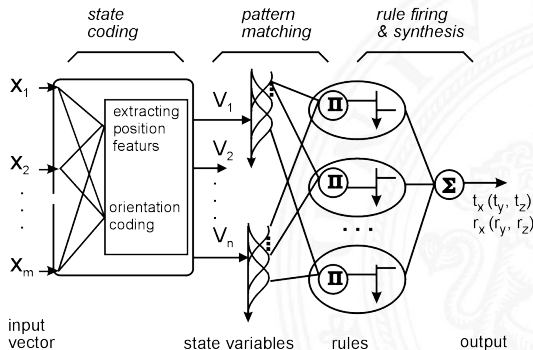 state coding
pattern matching
rule firing & synthesis
X1
X2
Xm
extracting position featurs
orientation coding
V1
V2
Vn
Π
Π
Π
Σ
tx (ty, tz)
rx (ry, rz)
input vector
state variables
rules
output